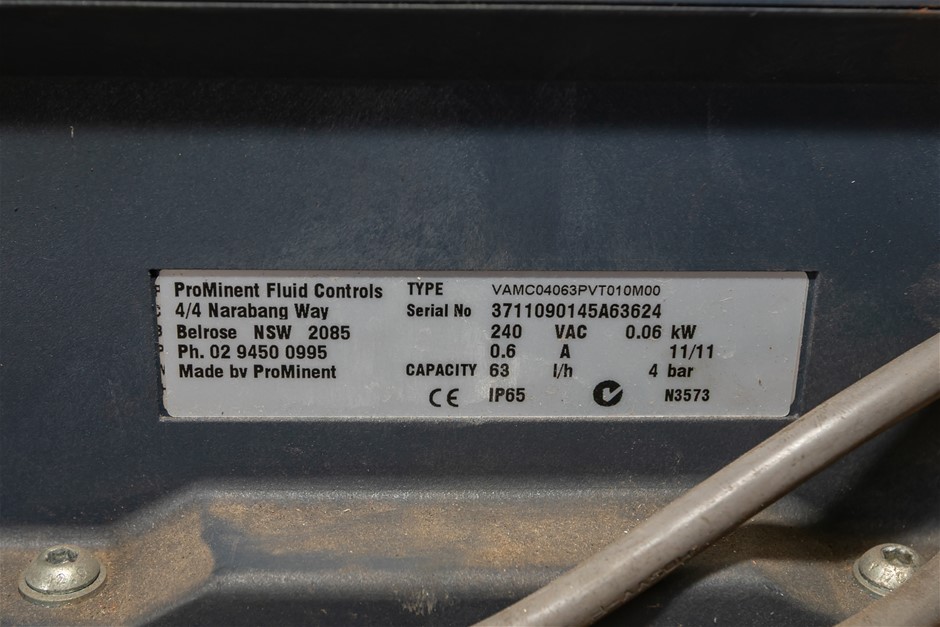 ProMinent Fluid Controls TYPE VAMC04063PVT010M00
4/4 Narabang Way Serial No 3711090145A63624
Belrose NSW 2085 240 VAC 0.06 kW
Ph. 02 9450 0995 0.6 A 11/11
Made by ProMinent CAPACITY 63 l/h 4 bar
CE IP65 N3573